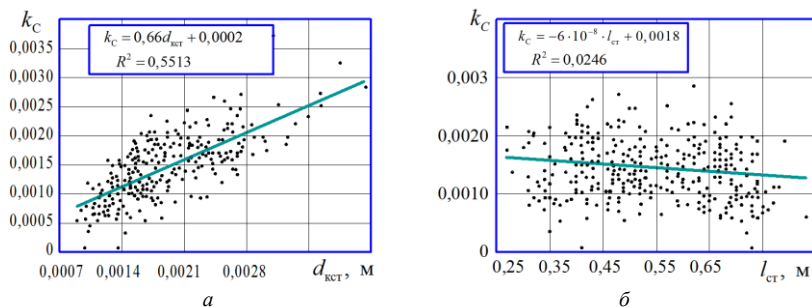 k_C
k_C = 0,66d_кст + 0,0002
R² = 0,5513
0,0035
0,0030
0,0025
0,0020
0,0015
0,0010
0,0005
0
0,0007 0,0014 0,0021 0,0028 d_кст, м
а
k_C
k_C = −6·10⁻⁸·l_ст + 0,0018
R² = 0,0246
0,003
0,0020
0,0010
0
0,25 0,35 0,45 0,55 0,65 l_ст, м
б